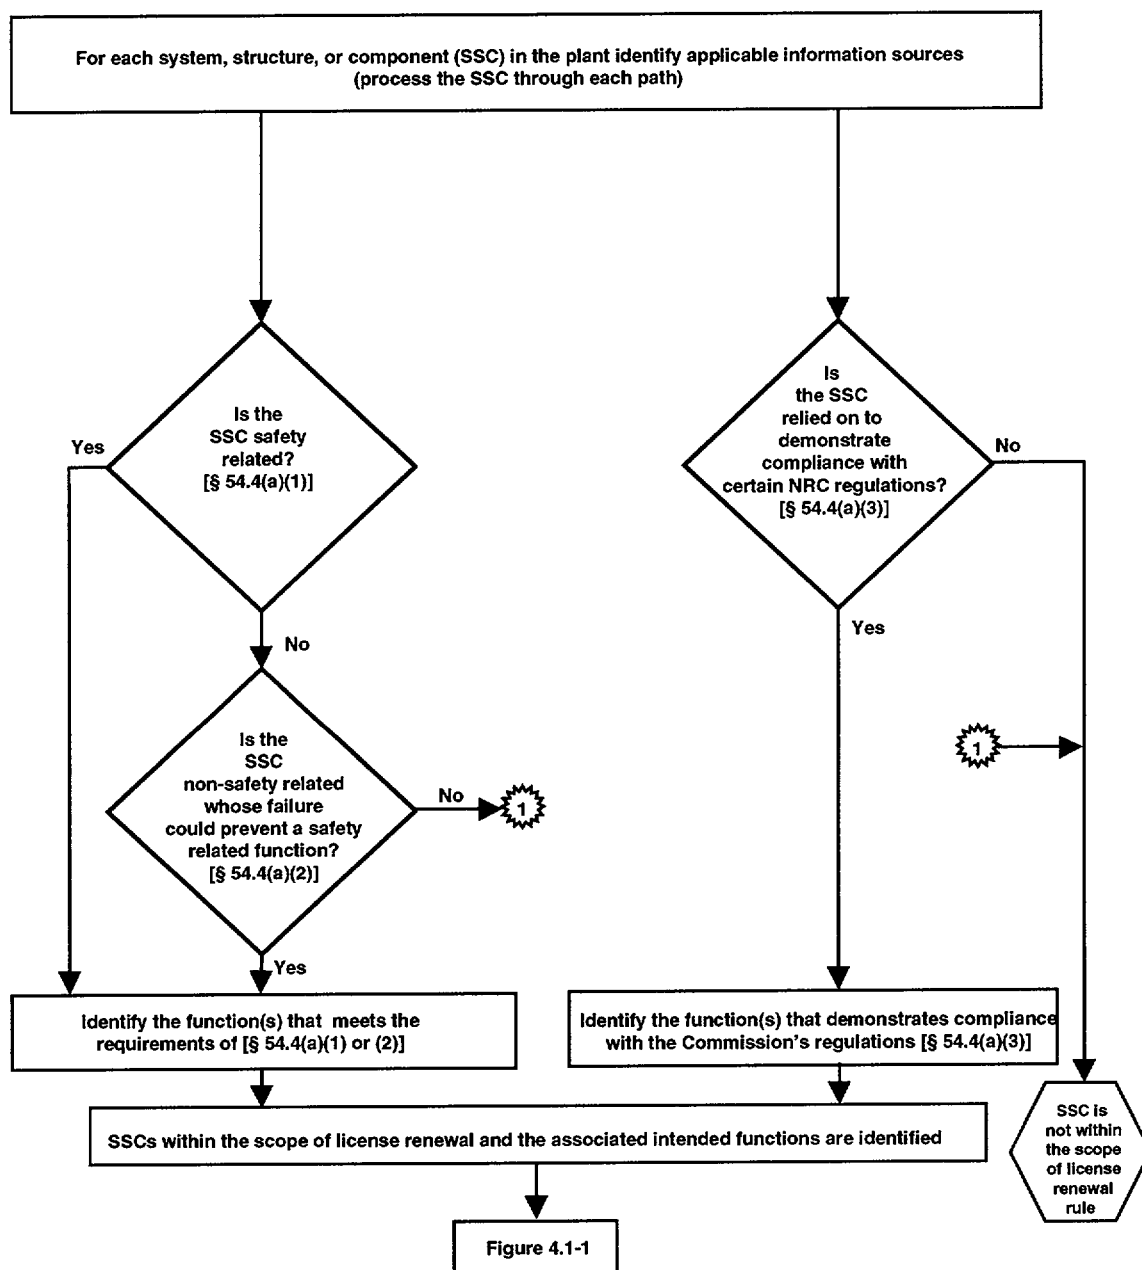 For each system, structure, or component (SSC) in the plant identify applicable information sources
(process the SSC through each path)
Is the
SSC safety
related?
[§ 54.4(a)(1)]
Yes
No
Is
the SSC
relied on to
demonstrate
compliance with
certain NRC regulations?
[§ 54.4(a)(3)]
No
Yes
Is the
SSC
non-safety related
whose failure
could prevent a safety
related function?
[§ 54.4(a)(2)]
No
1
1
Yes
Identify the function(s) that meets the
requirements of [§ 54.4(a)(1) or (2)]
Identify the function(s) that demonstrates compliance
with the Commission's regulations [§ 54.4(a)(3)]
SSCs within the scope of license renewal and the associated intended functions are identified
SSC is
not within
the scope
of license
renewal
rule
Figure 4.1-1